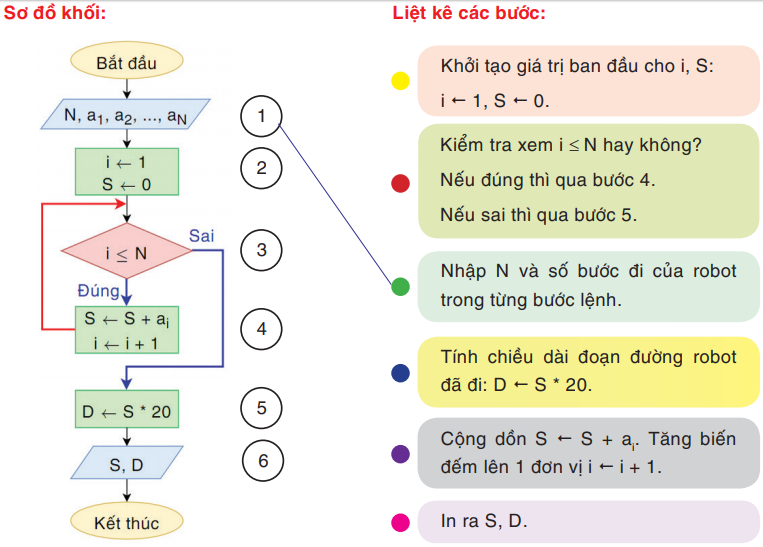 Sơ đồ khối:
Bắt đầu
N, a₁, a₂, ..., a_N
i ← 1
S ← 0
i ≤ N
Sai
Đúng
S ← S + aᵢ
i ← i + 1
D ← S * 20
S, D
Kết thúc
1
2
3
4
5
6
Liệt kê các bước:
Khởi tạo giá trị ban đầu cho i, S:
i ← 1, S ← 0.
Kiểm tra xem i ≤ N hay không?
Nếu đúng thì qua bước 4.
Nếu sai thì qua bước 5.
Nhập N và số bước đi của robot
trong từng bước lệnh.
Tính chiều dài đoạn đường robot
đã đi: D ← S * 20.
Cộng dồn S ← S + aᵢ. Tăng biến
đếm lên 1 đơn vị i ← i + 1.
In ra S, D.